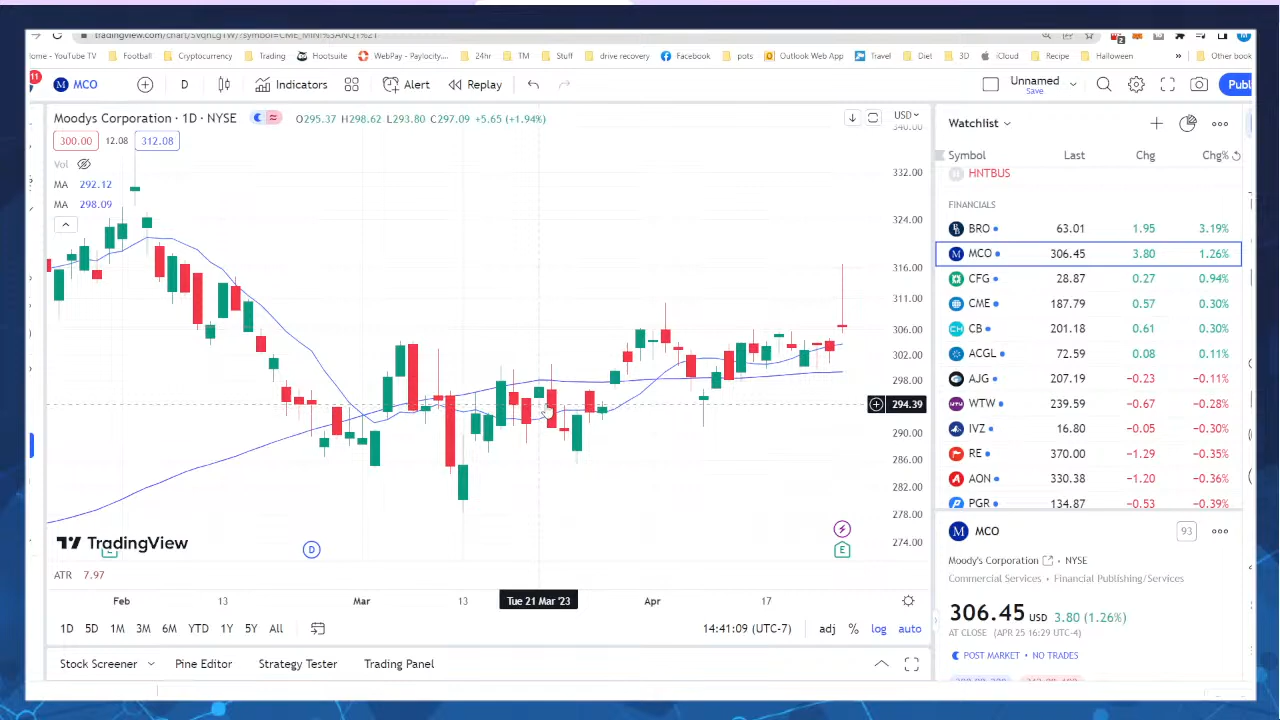 Home - YouTube TV Football Cryptocurrency Trading Hootsuite WebPay - Paylocity... 24hr TM Stuff drive recovery Facebook pots Outlook Web App Travel Diet 3D iCloud Recipe Halloween » Other book
11 MCO D Indicators Alert Replay Unnamed Save Publ
Moodys Corporation · 1D · NYSE O295.37 H298.62 L293.80 C297.09 +5.65 (+1.94%) USD
300.00 12.08 312.08
Vol
MA 292.12
MA 298.09
340.00
332.00
324.00
316.00
311.00
306.00
302.00
298.00
294.39
290.00
286.00
282.00
278.00
274.00
TradingView
D
E
ATR 7.97
Feb 13 Mar 13 Tue 21 Mar '23 Apr 17
1D 5D 1M 3M 6M YTD 1Y 5Y All 14:41:09 (UTC-7) adj % log auto
Stock Screener Pine Editor Strategy Tester Trading Panel
Watchlist
Symbol Last Chg Chg%
HNTBUS
FINANCIALS
BRO 63.01 1.95 3.19%
MCO 306.45 3.80 1.26%
CFG 28.87 0.27 0.94%
CME 187.79 0.57 0.30%
CB 201.18 0.61 0.30%
ACGL 72.59 0.08 0.11%
AJG 207.19 −0.23 −0.11%
WTW 239.59 −0.67 −0.28%
IVZ 16.80 −0.05 −0.30%
RE 370.00 −1.29 −0.35%
AON 330.38 −1.20 −0.36%
PGR 134.87 −0.53 −0.39%
M MCO 93
Moody's Corporation · NYSE
Commercial Services • Financial Publishing/Services
306.45 USD 3.80 (1.26%)
AT CLOSE (APR 25 16:29 UTC-4)
POST MARKET • NO TRADES